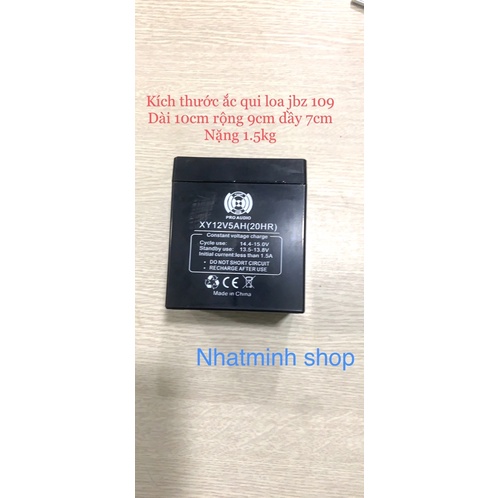 Kích thước ắc qui loa jbz 109
Dài 10cm rộng 9cm dầy 7cm
Nặng 1.5kg
PRO AUDIO
XY12V5AH(20HR)
Constant voltage charge
Cycle use: 14.4-15.0V
Standby use: 13.5-13.8V
Initial current: less than 1.5A
• DO NOT SHORT CIRCUIT
• RECHARGE AFTER USE
Made in China
Nhatminh shop